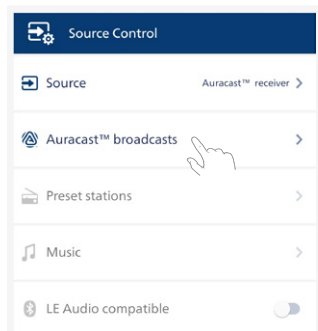 Source Control
Source Auracast™ receiver
Auracast™ broadcasts
Preset stations
Music
LE Audio compatible